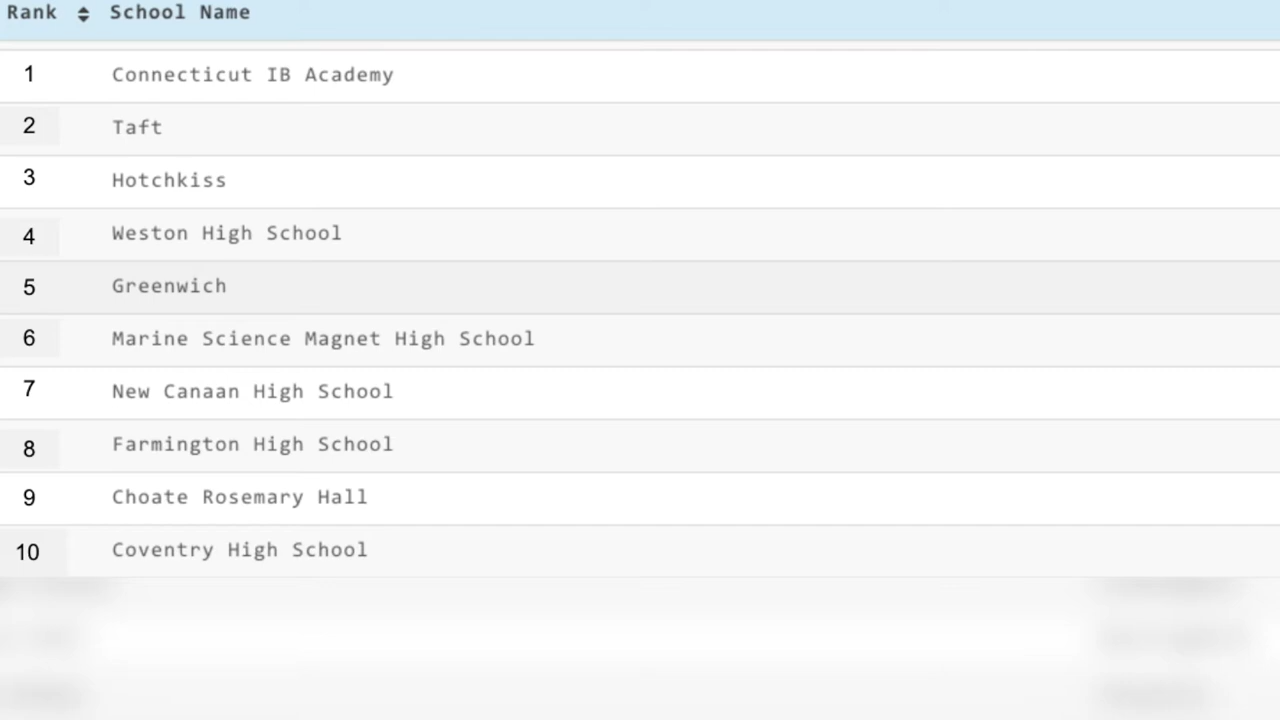 Rank School Name
1 Connecticut IB Academy
2 Taft
3 Hotchkiss
4 Weston High School
5 Greenwich
6 Marine Science Magnet High School
7 New Canaan High School
8 Farmington High School
9 Choate Rosemary Hall
10 Coventry High School